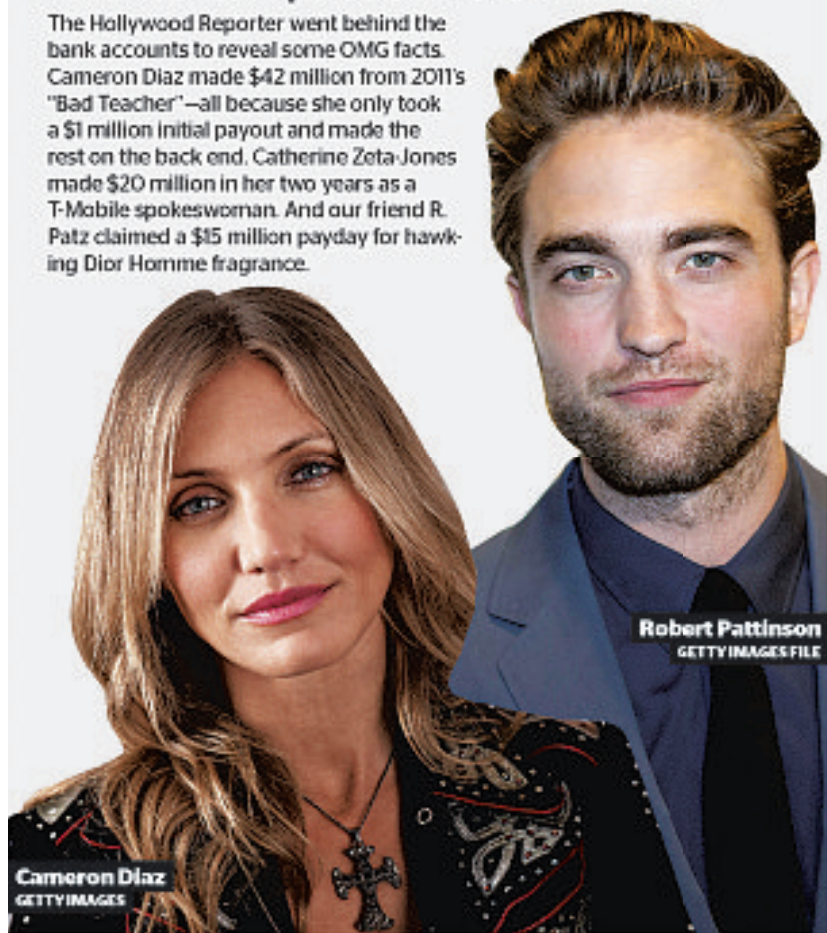 The Hollywood Reporter went behind the
bank accounts to reveal some OMG facts.
Cameron Diaz made $42 million from 2011's
"Bad Teacher"—all because she only took
a $1 million initial payout and made the
rest on the back end. Catherine Zeta-Jones
made $20 million in her two years as a
T-Mobile spokeswoman. And our friend R.
Patz claimed a $15 million payday for hawk-
ing Dior Homme fragrance.
Robert Pattinson
GETTY IMAGES FILE
Cameron Diaz
GETTY IMAGES